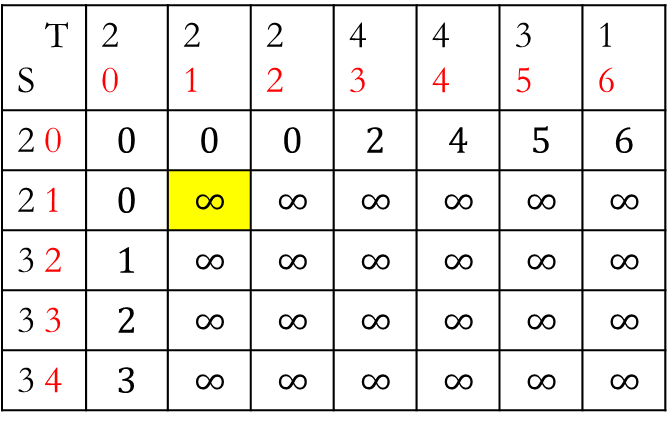 T 2 2 2 4 4 3 1
S 0 1 2 3 4 5 6
2 0 0 0 0 2 4 5 6
2 1 0 ∞ ∞ ∞ ∞ ∞ ∞
3 2 1 ∞ ∞ ∞ ∞ ∞ ∞
3 3 2 ∞ ∞ ∞ ∞ ∞ ∞
3 4 3 ∞ ∞ ∞ ∞ ∞ ∞